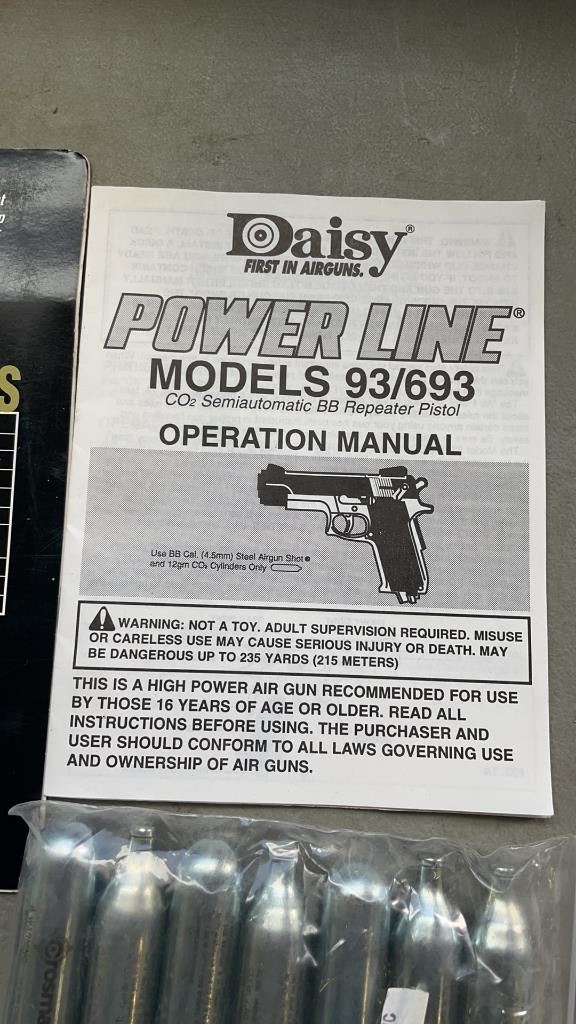 Daisy®
FIRST IN AIRGUNS.
POWER LINE®
MODELS 93/693
CO2 Semiautomatic BB Repeater Pistol
OPERATION MANUAL
Use BB Cal. (4.5mm) Steel Airgun Shot
and 12gm CO2 Cylinders Only
WARNING: NOT A TOY. ADULT SUPERVISION REQUIRED. MISUSE
OR CARELESS USE MAY CAUSE SERIOUS INJURY OR DEATH. MAY
BE DANGEROUS UP TO 235 YARDS (215 METERS)
THIS IS A HIGH POWER AIR GUN RECOMMENDED FOR USE
BY THOSE 16 YEARS OF AGE OR OLDER. READ ALL
INSTRUCTIONS BEFORE USING. THE PURCHASER AND
USER SHOULD CONFORM TO ALL LAWS GOVERNING USE
AND OWNERSHIP OF AIR GUNS.
S